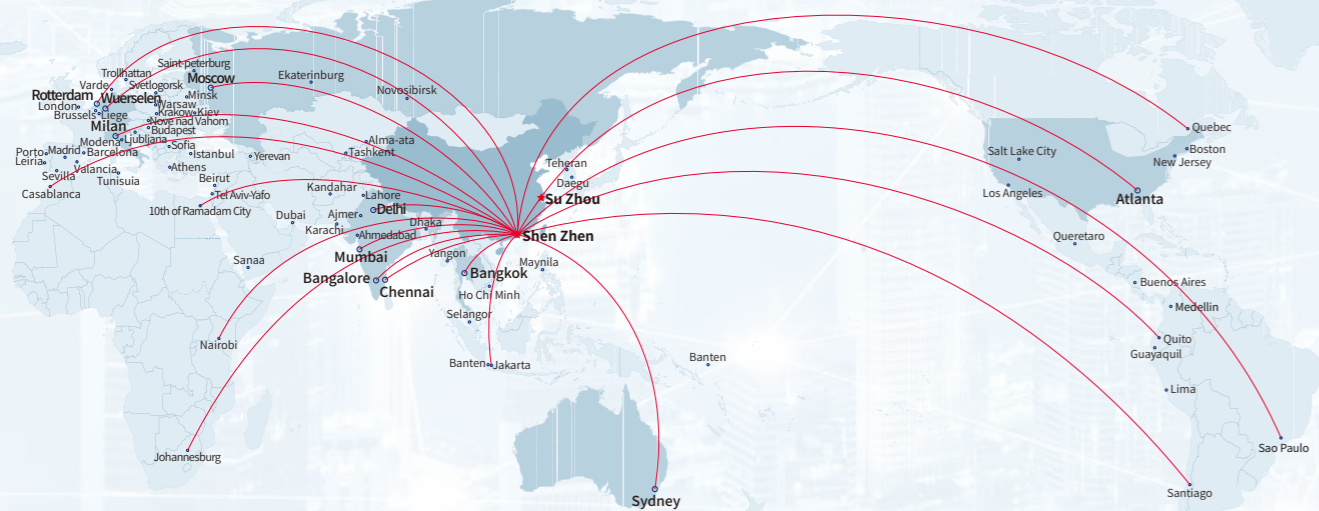 Saint-peterburg
Trollhattan
Moscow
Ekaterinburg
Varde
Svetlogorsk
Novosibirsk
Rotterdam
Wuerselen
Minsk
London
Warsaw
Brussels
Liege
Krakow
Kiev
Nove nad Vahom
Milan
Budapest
Quebec
Modena
Ljubljana
Alma-ata
Porto
Madrid
Barcelona
Sofia
Istanbul
Yerevan
Tashkent
Salt Lake City
Boston
Leiria
Valancia
Athens
Teheran
New Jersey
Sevilla
Tunisuia
Beirut
Daegu
Casablanca
Tel Aviv-Yafo
Kandahar
Lahore
Su Zhou
Los Angeles
Atlanta
10th of Ramadam City
Delhi
Dubai
Ajmer
Dhaka
Karachi
Ahmedabad
Shen Zhen
Queretaro
Sanaa
Mumbai
Yangon
Maynila
Bangalore
Bangkok
Buenos Aires
Chennai
Ho Chi Minh
Medellin
Selangor
Nairobi
Quito
Banten
Jakarta
Banten
Guayaquil
Lima
Johannesburg
Sao Paulo
Sydney
Santiago